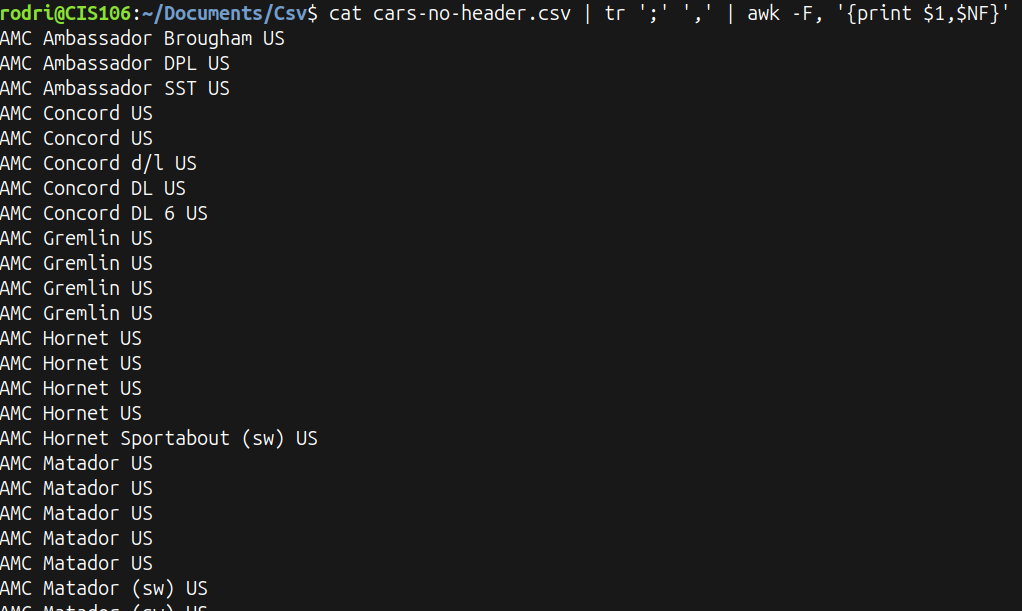 rodri@CIS106:~/Documents/Csv$ cat cars-no-header.csv | tr ';' ',' | awk -F, '{print $1,$NF}'
AMC Ambassador Brougham US
AMC Ambassador DPL US
AMC Ambassador SST US
AMC Concord US
AMC Concord US
AMC Concord d/l US
AMC Concord DL US
AMC Concord DL 6 US
AMC Gremlin US
AMC Gremlin US
AMC Gremlin US
AMC Gremlin US
AMC Hornet US
AMC Hornet US
AMC Hornet US
AMC Hornet US
AMC Hornet Sportabout (sw) US
AMC Matador US
AMC Matador US
AMC Matador US
AMC Matador US
AMC Matador US
AMC Matador (sw) US
AMC Matador (sw) US